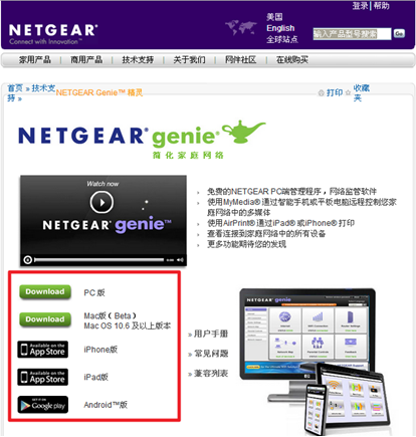 登录 | 帮助
NETGEAR®
Connect with Innovation™
美国
English
全球站点
输入产品型号搜索
Go
家用产品 | 商用产品 | 技术支持 | 关于我们 | 网件社区 | 在线购买
首页 » 技术支持 » NETGEAR Genie™ 精灵
打印
收藏夹
NETGEAR® genie®
简化家庭网络
Watch now
NETGEAR® genie™
免费的NETGEAR PC端管理程序，网络监管软件
使用MyMedia®通过智能手机或平板电脑远程控制您家庭网络中的多媒体
使用AirPrint®通过iPad®或iPhone®打印
查看连接到家庭网络中的所有设备
更多功能期待您的发现
Download PC版
Download Mac版（Beta）
Mac OS 10.6 及以上版本
Available on the App Store iPhone版
Available on the App Store iPad版
Google play Android™版
» 用户手册
» 常见问题
» 兼容列表